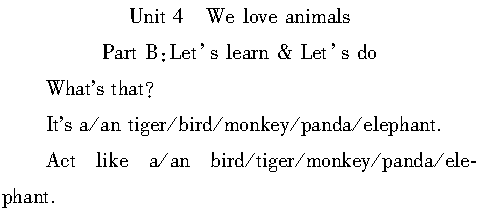 Unit 4 We love animals
Part B:Let's learn & Let's do
What's that?
It's a/an tiger/bird/monkey/panda/elephant.
Act like a/an bird/tiger/monkey/panda/ele-
phant.